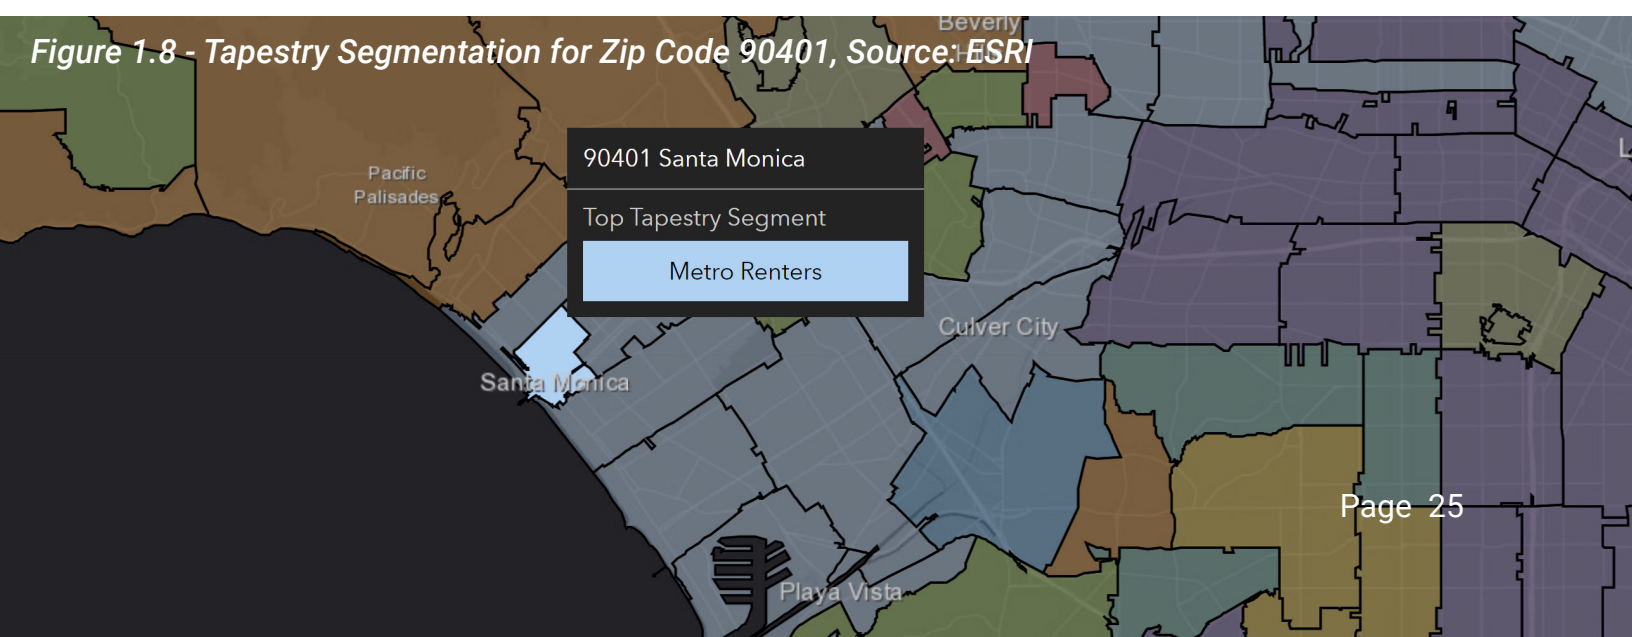 Beverly
Hills
Figure 1.8 - Tapestry Segmentation for Zip Code 90401, Source: ESRI
90401 Santa Monica
Pacific
Palisades
Top Tapestry Segment
Metro Renters
Culver City
Santa Monica
Page 25
Playa Vista